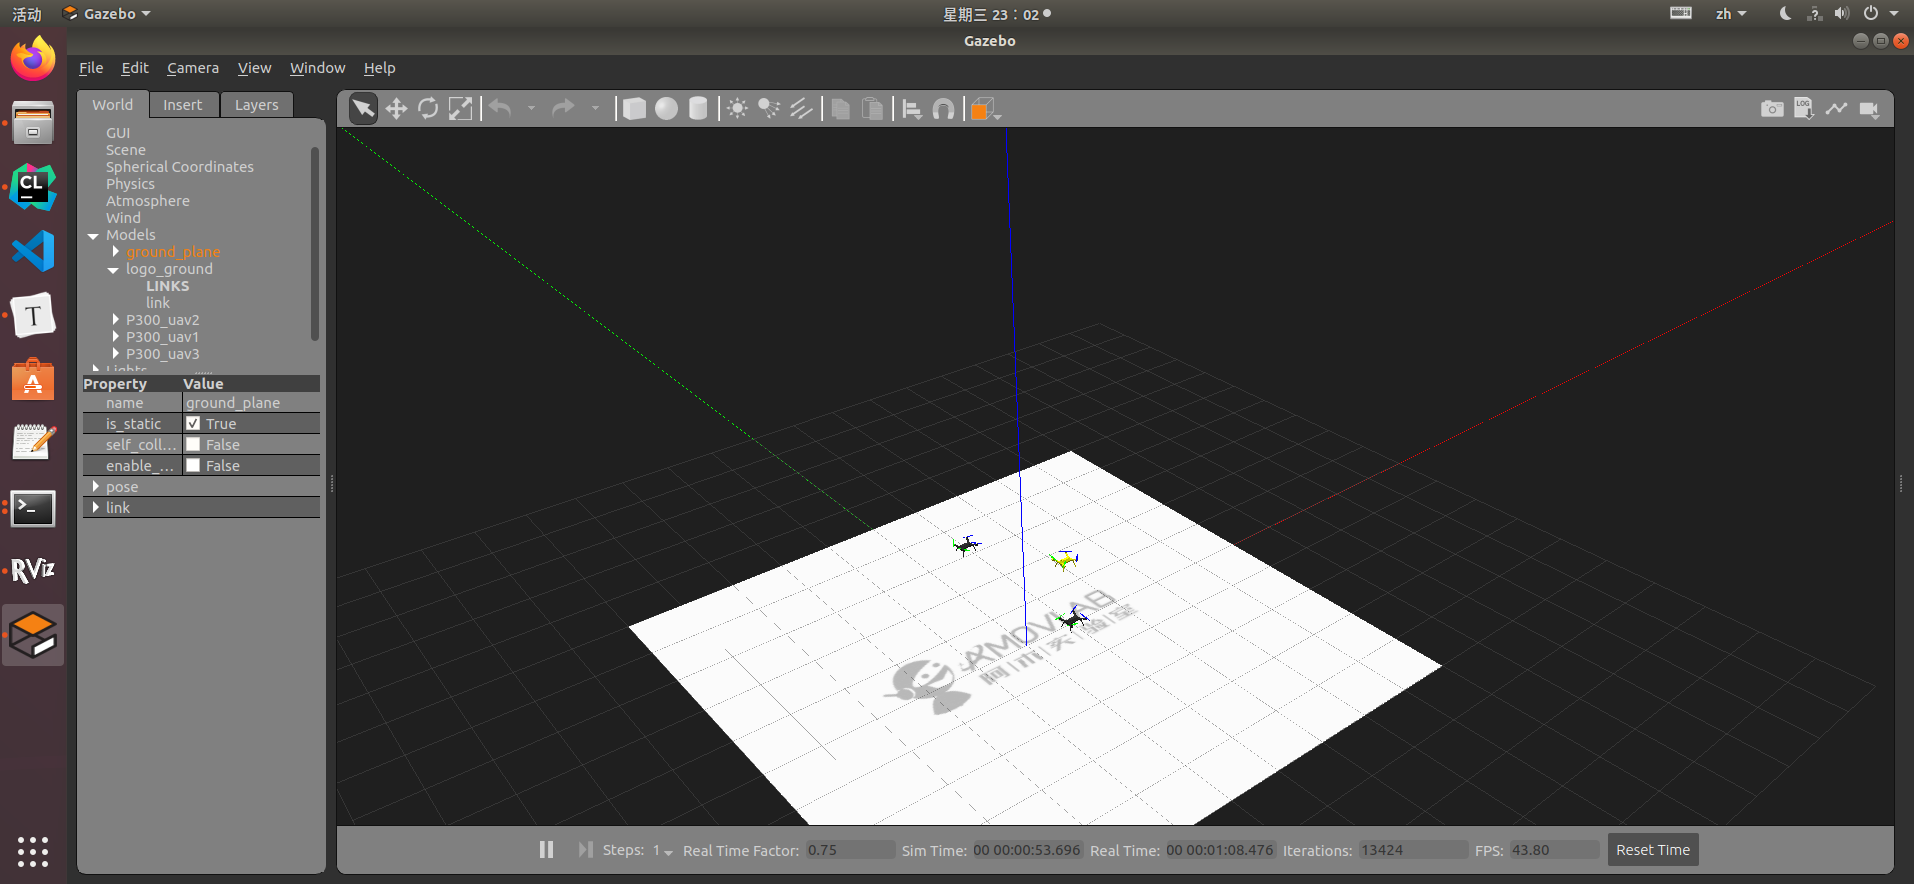 活动
Gazebo
星期三 23：02
zh
Gazebo
File Edit Camera View Window Help
World Insert Layers
GUI
Scene
Spherical Coordinates
Physics
Atmosphere
Wind
Models
ground_plane
logo_ground
LINKS
link
P300_uav2
P300_uav1
P300_uav3
Lights
Property Value
name ground_plane
is_static True
self_coll... False
enable_... False
pose
link
CL
T
A
RViz
LOG
AMOVLAB
阿木实验室
Steps: 1 Real Time Factor: 0.75 Sim Time: 00 00:00:53.696 Real Time: 00 00:01:08.476 Iterations: 13424 FPS: 43.80 Reset Time